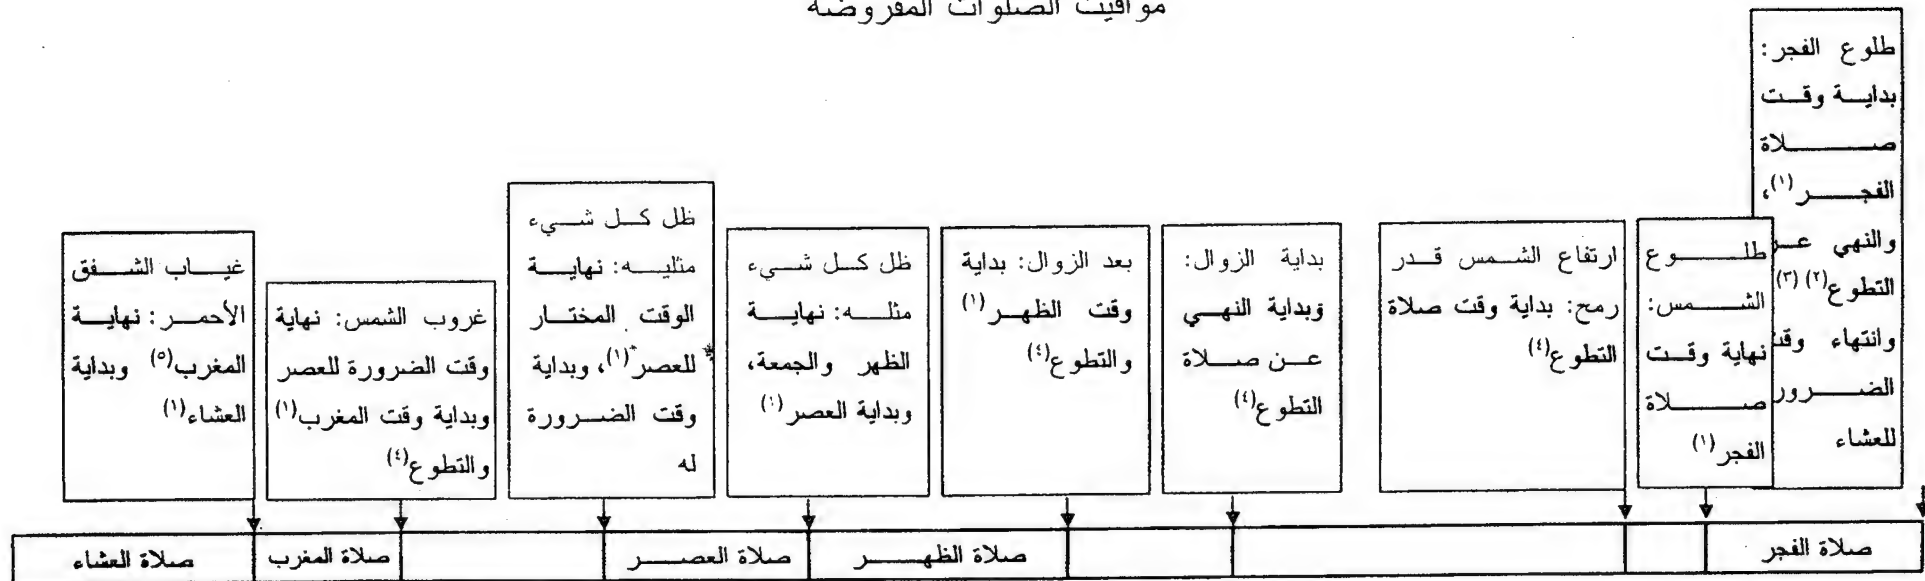 مواقيت الصلوات المفروضة
طلوع الفجر:
بداية وقت
صلاة
الفجر(١)،
والنهي عن
التطوع(٢) (٣)
وانتهاء وقت
الضرور
للعشاء
طلوع
الشمس:
نهاية وقت
صلاة
الفجر(١)
ارتفاع الشمس قدر
رمح: بداية وقت صلاة
التطوع(٤)
بداية الزوال:
وبداية النهي
عن صلاة
التطوع(٤)
بعد الزوال: بداية
وقت الظهر(١)
والتطوع(٤)
ظل كل شيء
مثله: نهاية
الظهر والجمعة،
وبداية العصر(١)
ظل كل شيء
مثليه: نهاية
الوقت المختار
للعصر*(١)، وبداية
وقت الضرورة
له
غروب الشمس: نهاية
وقت الضرورة للعصر
وبداية وقت المغرب(١)
والتطوع(٤)
غياب الشفق
الأحمر: نهاية
المغرب(٥) وبداية
العشاء(١)
صلاة الفجر
صلاة الظهر
صلاة العصر
صلاة المغرب
صلاة العشاء